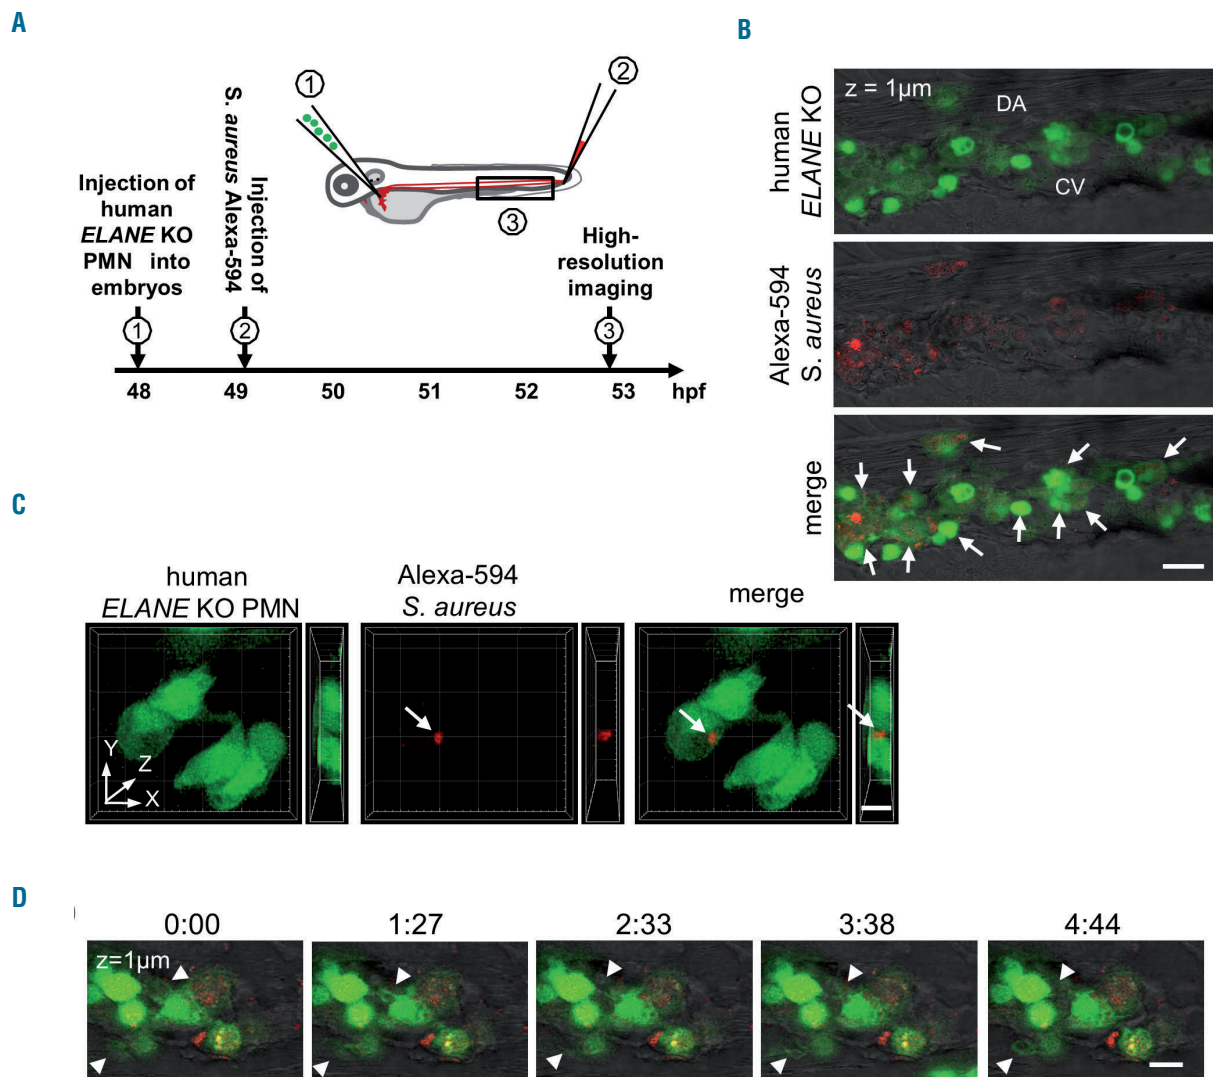 A
Injection of
human
ELANE KO
PMN into
embryos
S. aureus Alexa-594
Injection of
1
2
3
High-
resolution
imaging
1
2
3
48
49
50
51
52
53
hpf
B
human
ELANE KO
z = 1µm
DA
CV
Alexa-594
S. aureus
merge
C
human
ELANE KO PMN
Alexa-594
S. aureus
merge
Y
Z
X
D
0:00
1:27
2:33
3:38
4:44
z=1µm